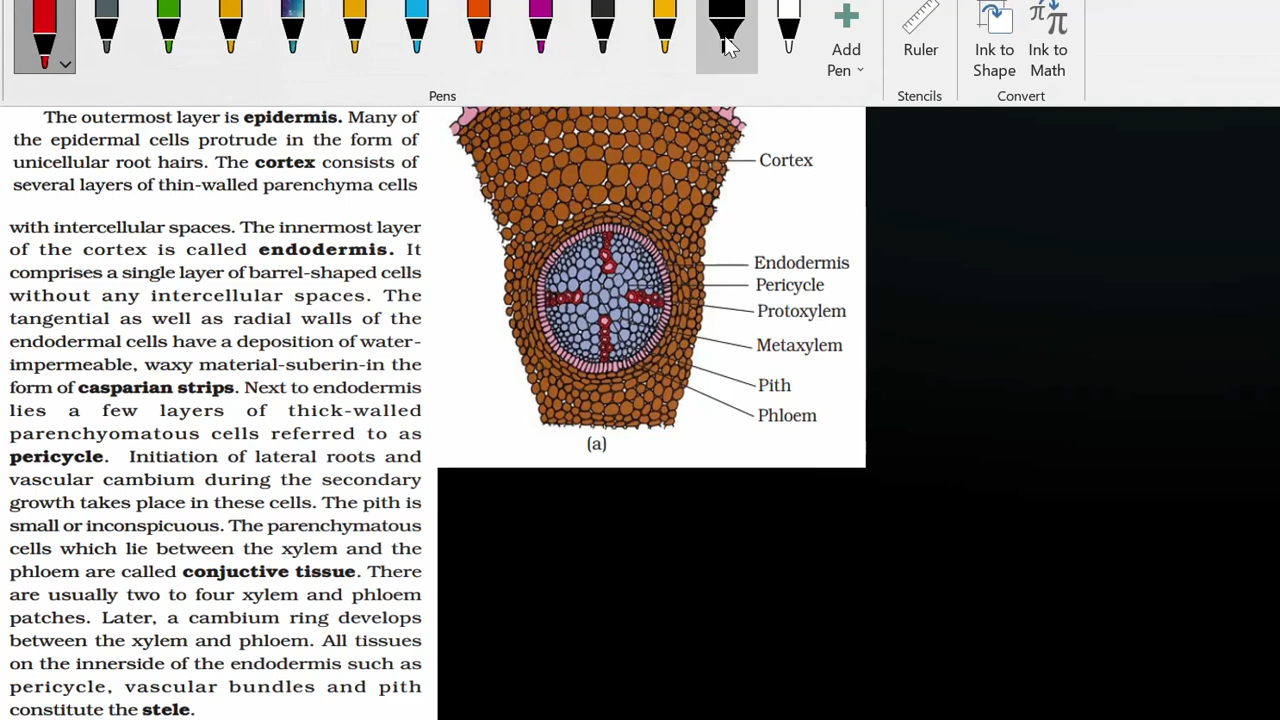 Add
Pen
Ruler
Ink to
Shape
Ink to
Math
Pens
Stencils
Convert
The outermost layer is epidermis. Many of
the epidermal cells protrude in the form of
unicellular root hairs. The cortex consists of
several layers of thin-walled parenchyma cells
with intercellular spaces. The innermost layer
of the cortex is called endodermis. It
comprises a single layer of barrel-shaped cells
without any intercellular spaces. The
tangential as well as radial walls of the
endodermal cells have a deposition of water-
impermeable, waxy material-suberin-in the
form of casparian strips. Next to endodermis
lies a few layers of thick-walled
parenchyomatous cells referred to as
pericycle. Initiation of lateral roots and
vascular cambium during the secondary
growth takes place in these cells. The pith is
small or inconspicuous. The parenchymatous
cells which lie between the xylem and the
phloem are called conjuctive tissue. There
are usually two to four xylem and phloem
patches. Later, a cambium ring develops
between the xylem and phloem. All tissues
on the innerside of the endodermis such as
pericycle, vascular bundles and pith
constitute the stele.
Cortex
Endodermis
Pericycle
Protoxylem
Metaxylem
Pith
Phloem
(a)